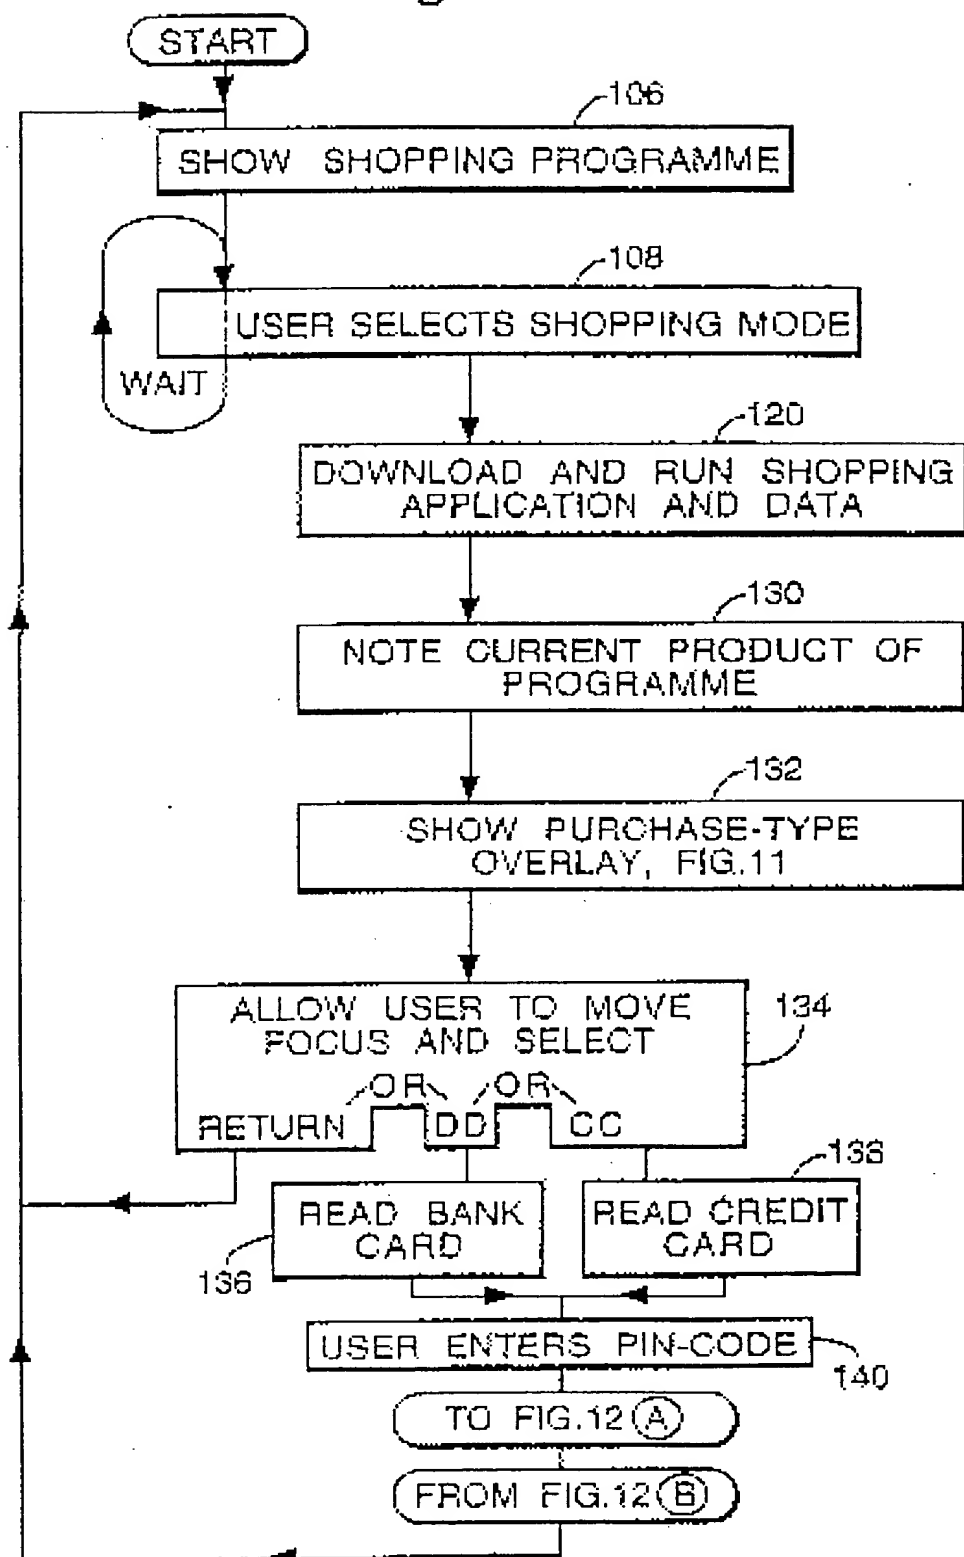 START
106
SHOW SHOPPING PROGRAMME
108
USER SELECTS SHOPPING MODE
WAIT
120
DOWNLOAD AND RUN SHOPPING
APPLICATION AND DATA
130
NOTE CURRENT PRODUCT OF
PROGRAMME
132
SHOW PURCHASE-TYPE
OVERLAY, FIG.11
134
ALLOW USER TO MOVE
FOCUS AND SELECT
OR OR
RETURN DD CC
138
READ BANK
CARD
READ CREDIT
CARD
136
USER ENTERS PIN-CODE
140
TO FIG.12 A
FROM FIG.12 B